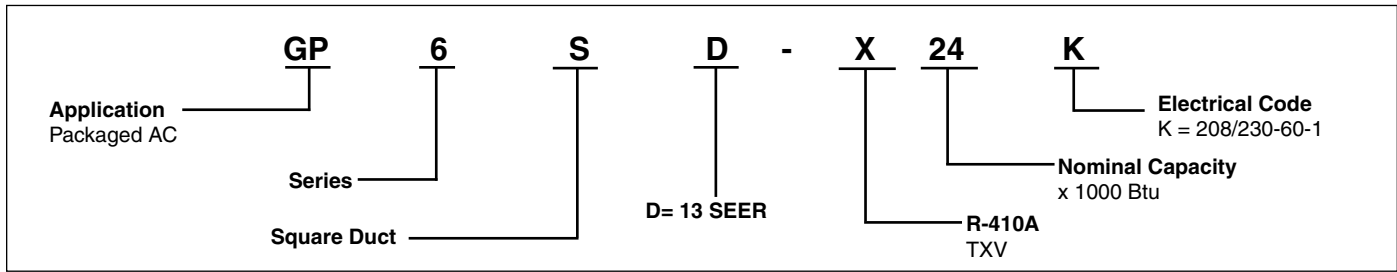 GP 6 S D - X 24 K
Application
Packaged AC
Electrical Code
K = 208/230-60-1
Series
Nominal Capacity
x 1000 Btu
D= 13 SEER
Square Duct
R-410A
TXV